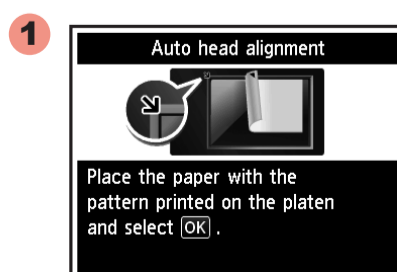 1
Auto head alignment
Place the paper with the
pattern printed on the platen
and select OK .